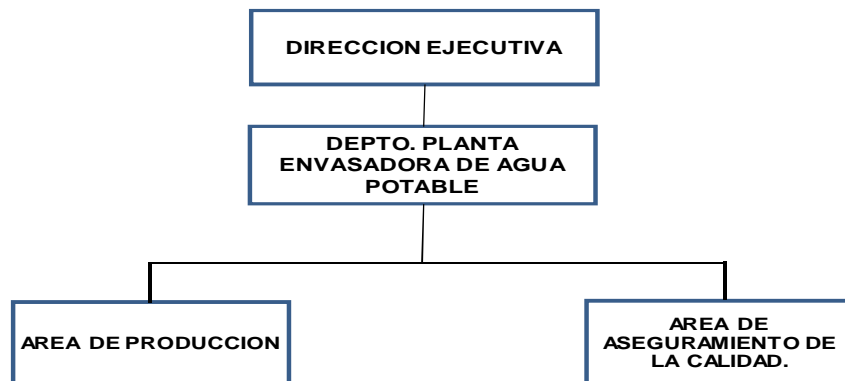 DIRECCION EJECUTIVA
DEPTO. PLANTA
ENVASADORA DE AGUA
POTABLE
AREA DE PRODUCCION
AREA DE
ASEGURAMIENTO DE
LA CALIDAD.